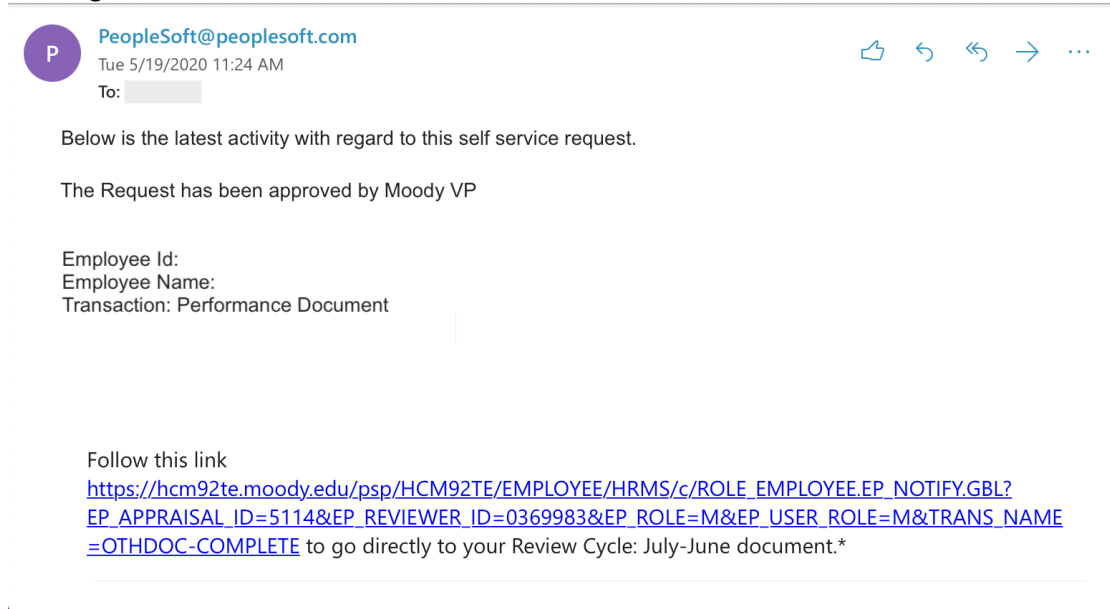 P
PeopleSoft@peoplesoft.com
Tue 5/19/2020 11:24 AM
To:
Below is the latest activity with regard to this self service request.
The Request has been approved by Moody VP
Employee Id:
Employee Name:
Transaction: Performance Document
Follow this link
https://hcm92te.moody.edu/psp/HCM92TE/EMPLOYEE/HRMS/c/ROLE_EMPLOYEE.EP_NOTIFY.GBL?
EP_APPRAISAL_ID=5114&EP_REVIEWER_ID=0369983&EP_ROLE=M&EP_USER_ROLE=M&TRANS_NAME
=OTHDOC-COMPLETE to go directly to your Review Cycle: July-June document.*